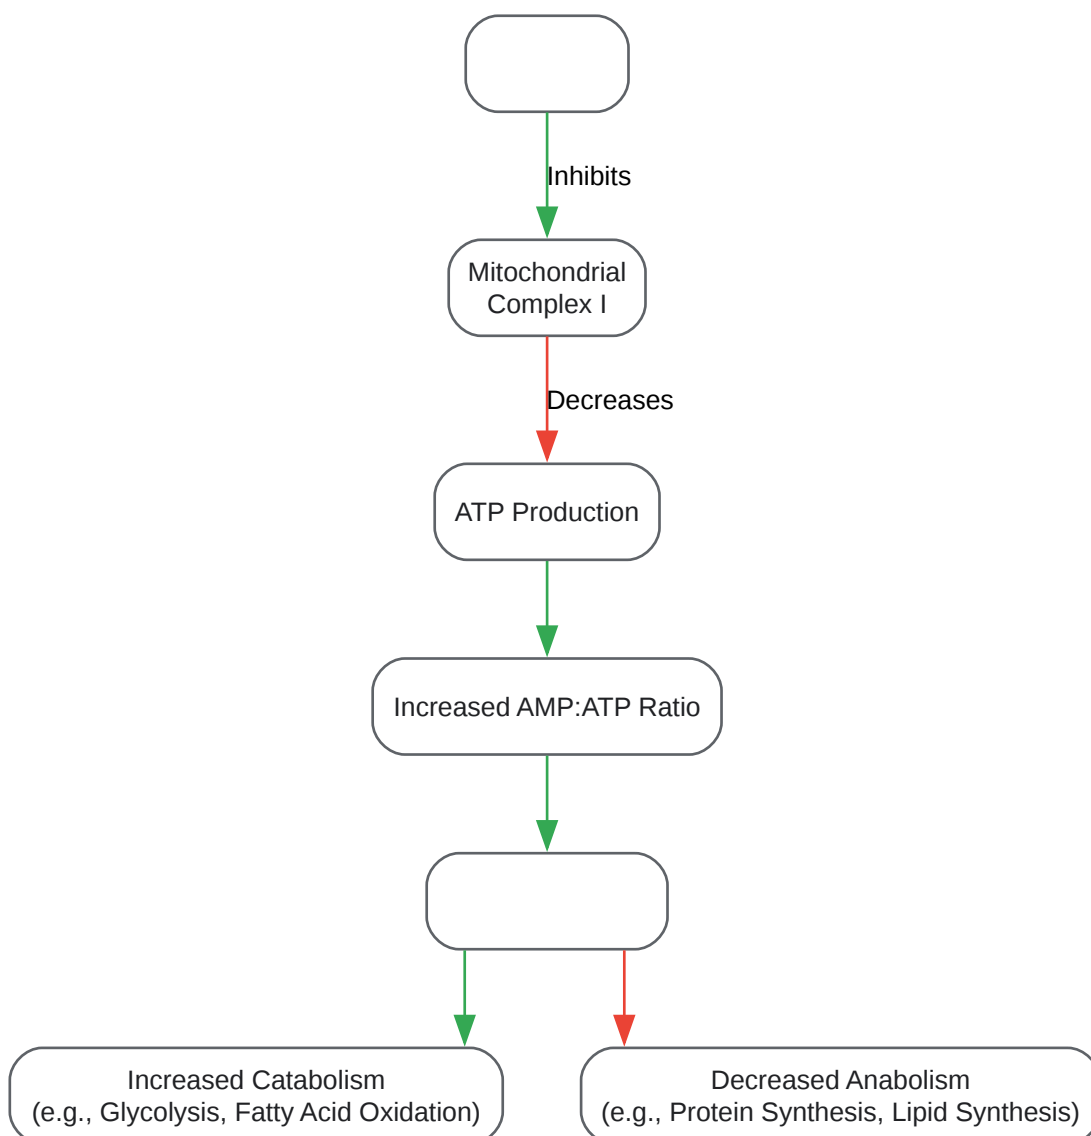 Inhibits
Mitochondrial
Complex I
Decreases
ATP Production
Increased AMP:ATP Ratio
Increased Catabolism
(e.g., Glycolysis, Fatty Acid Oxidation)
Decreased Anabolism
(e.g., Protein Synthesis, Lipid Synthesis)